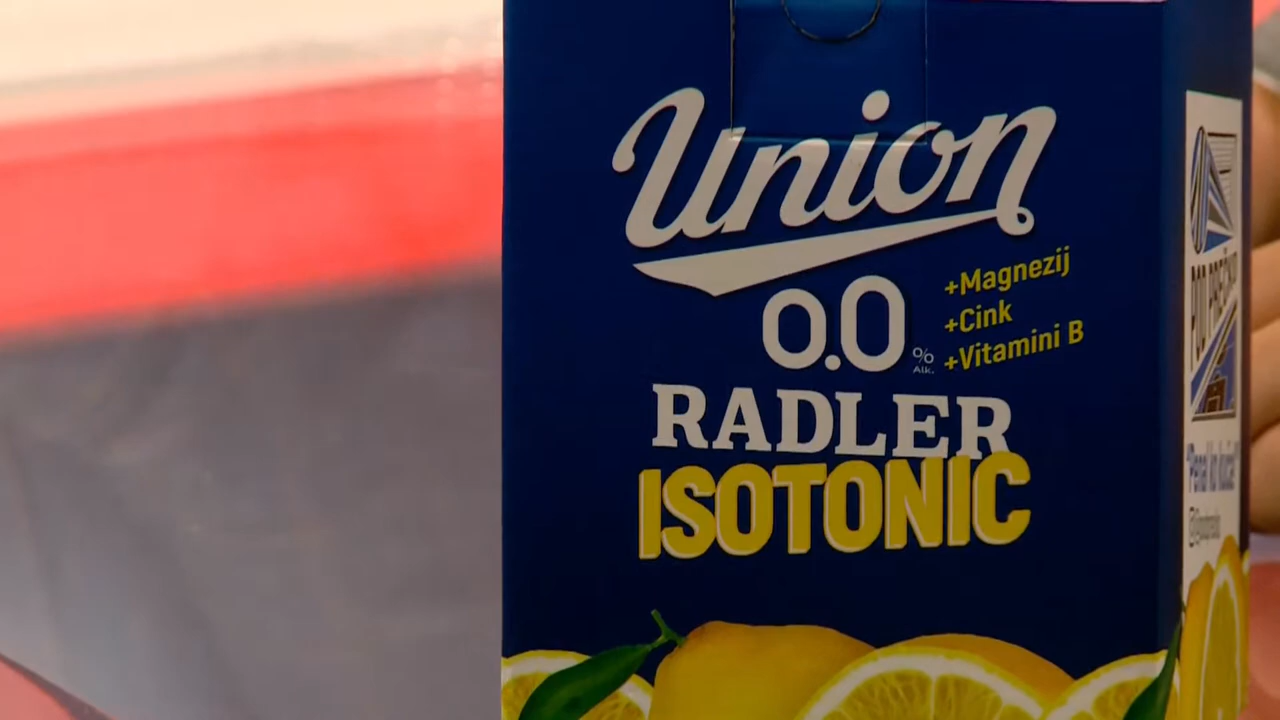 Union
0.0 % Alk.
+Magnezij
+Cink
+Vitamini B
RADLER
ISOTONIC